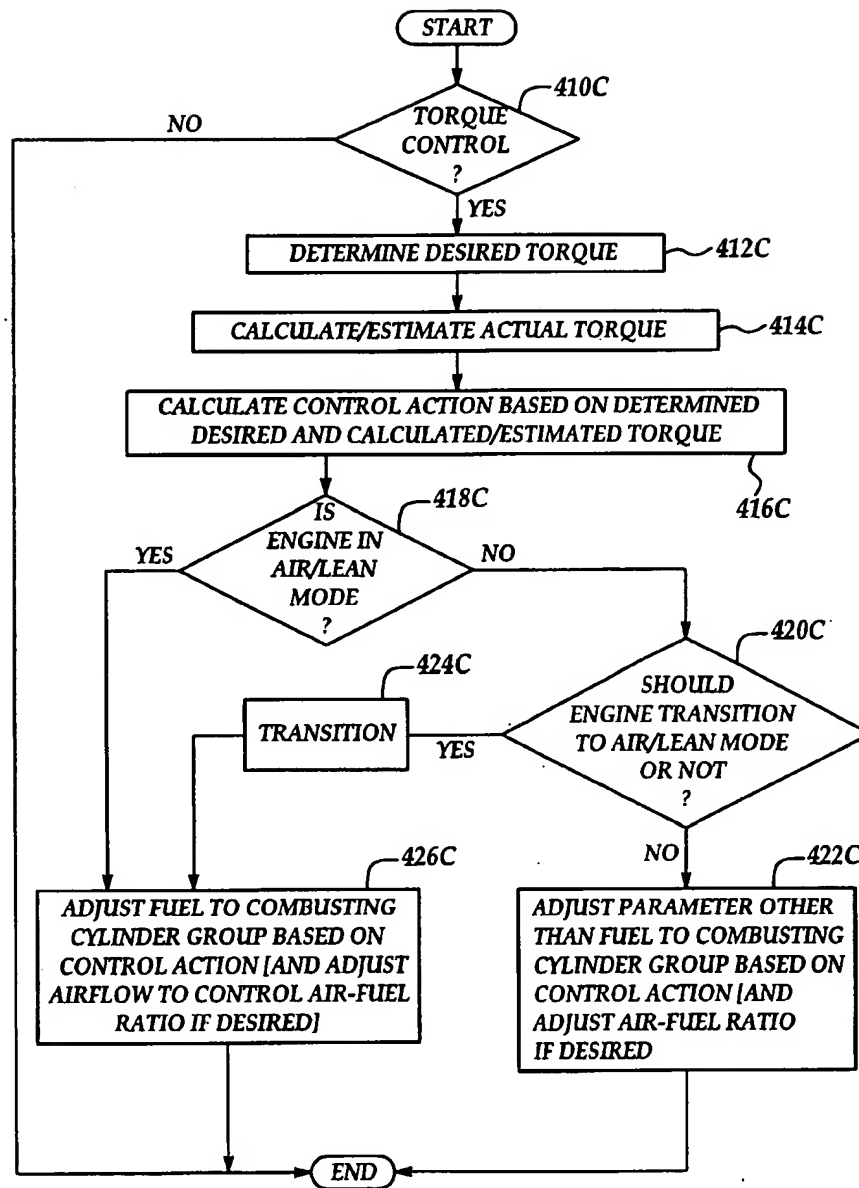 START
410C
TORQUE
CONTROL
?
NO
YES
DETERMINE DESIRED TORQUE
412C
CALCULATE/ESTIMATE ACTUAL TORQUE
414C
CALCULATE CONTROL ACTION BASED ON DETERMINED
DESIRED AND CALCULATED/ESTIMATED TORQUE
416C
418C
IS
ENGINE IN
AIR/LEAN
MODE
?
YES
NO
420C
SHOULD
ENGINE TRANSITION
TO AIR/LEAN MODE
OR NOT
?
424C
TRANSITION
YES
NO
426C
ADJUST FUEL TO COMBUSTING
CYLINDER GROUP BASED ON
CONTROL ACTION [AND ADJUST
AIRFLOW TO CONTROL AIR-FUEL
RATIO IF DESIRED]
422C
ADJUST PARAMETER OTHER
THAN FUEL TO COMBUSTING
CYLINDER GROUP BASED ON
CONTROL ACTION [AND
ADJUST AIR-FUEL RATIO
IF DESIRED
END